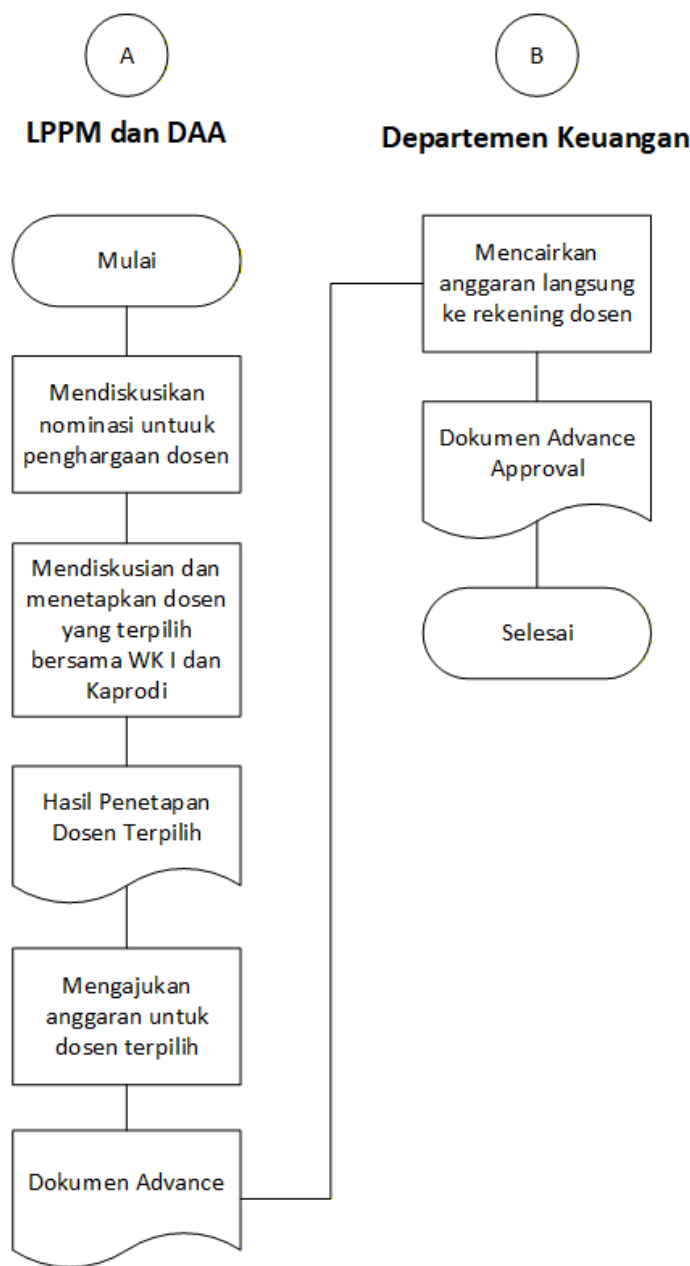 A
LPPM dan DAA
Mulai
Mendiskusikan
nominasi untuuk
penghargaan dosen
Mendiskusian dan
menetapkan dosen
yang terpilih
bersama WK I dan
Kaprodi
Hasil Penetapan
Dosen Terpilih
Mengajukan
anggaran untuk
dosen terpilih
Dokumen Advance
B
Departemen Keuangan
Mencairkan
anggaran langsung
ke rekening dosen
Dokumen Advance
Approval
Selesai